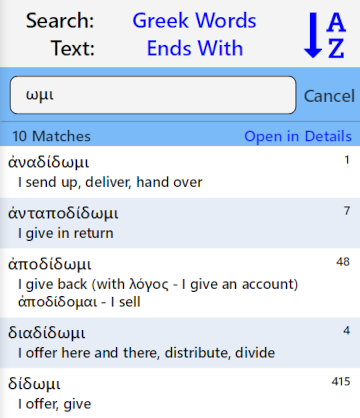 Search: Greek Words
Text: Ends With
A
Z
ωμι
Cancel
10 Matches Open in Details
ἀναδίδωμι 1
I send up, deliver, hand over
ἀνταποδίδωμι 7
I give in return
ἀποδίδωμι 48
I give back (with λόγος - I give an account)
ἀποδίδομαι - I sell
διαδίδωμι 4
I offer here and there, distribute, divide
δίδωμι 415
I offer, give